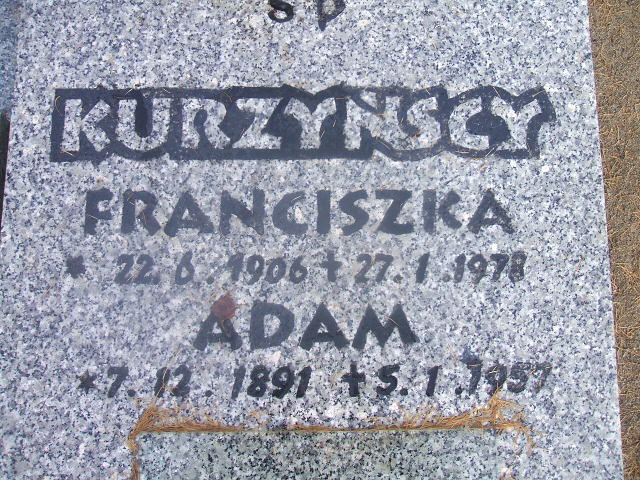 ś p
KURZYŃSCY
FRANCISZKA
* 22.6.1906 + 27.1.1978
ADAM
* 7.12.1891 + 5.1.1957